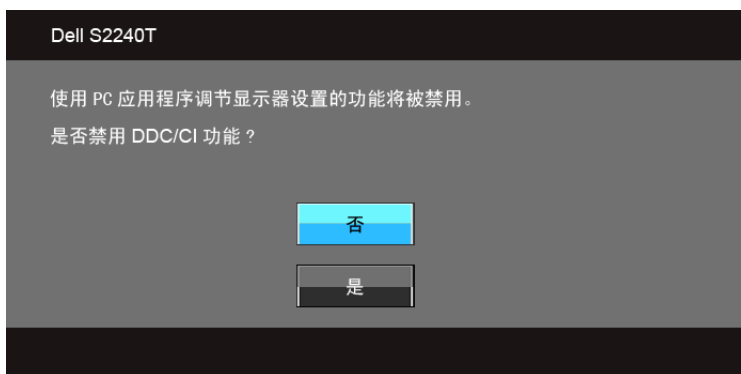 Dell S2240T
使用 PC 应用程序调节显示器设置的功能将被禁用。
是否禁用 DDC/CI 功能？
否
是